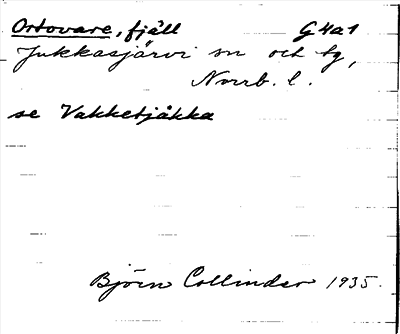 Ortovare, fjäll G4a1
Jukkasjärvi sn och tg,
Norrb. l.
se Vakketjåkka
Björn Collinder 1935.